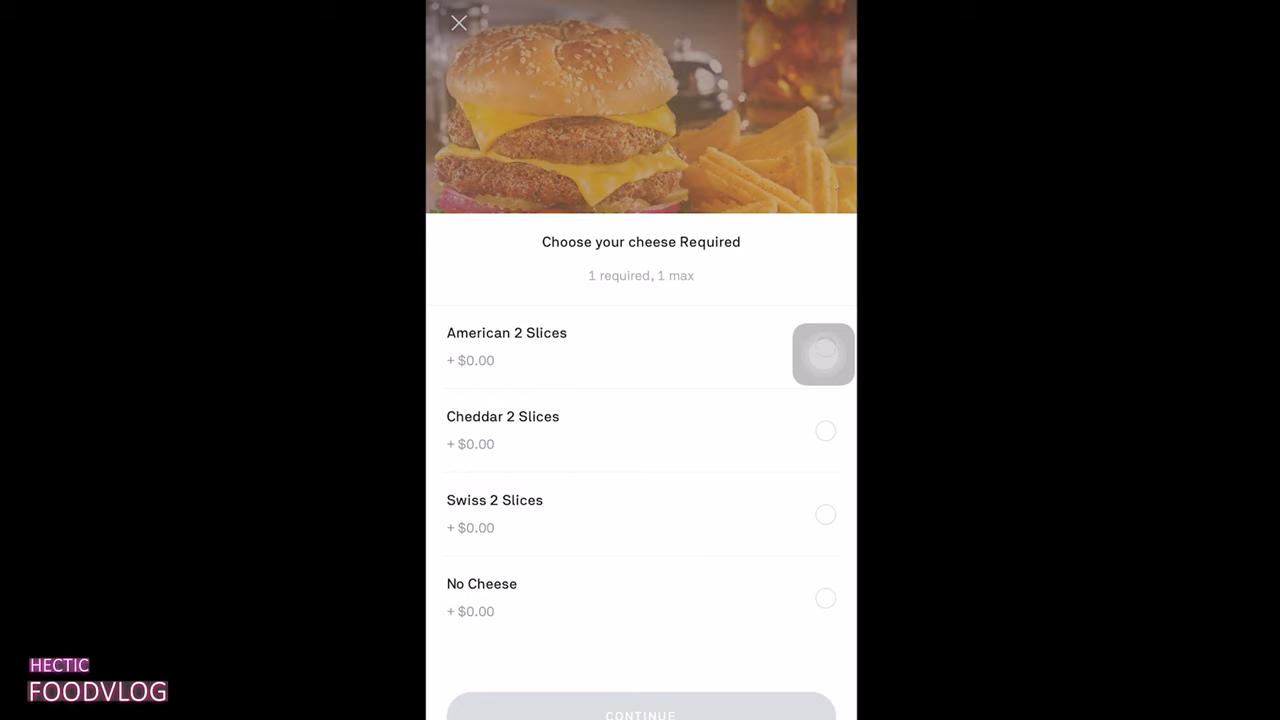 Choose your cheese Required
1 required, 1 max
American 2 Slices
+ $0.00
Cheddar 2 Slices
+ $0.00
Swiss 2 Slices
+ $0.00
No Cheese
+ $0.00
CONTINUE
HECTIC
FOODVLOG